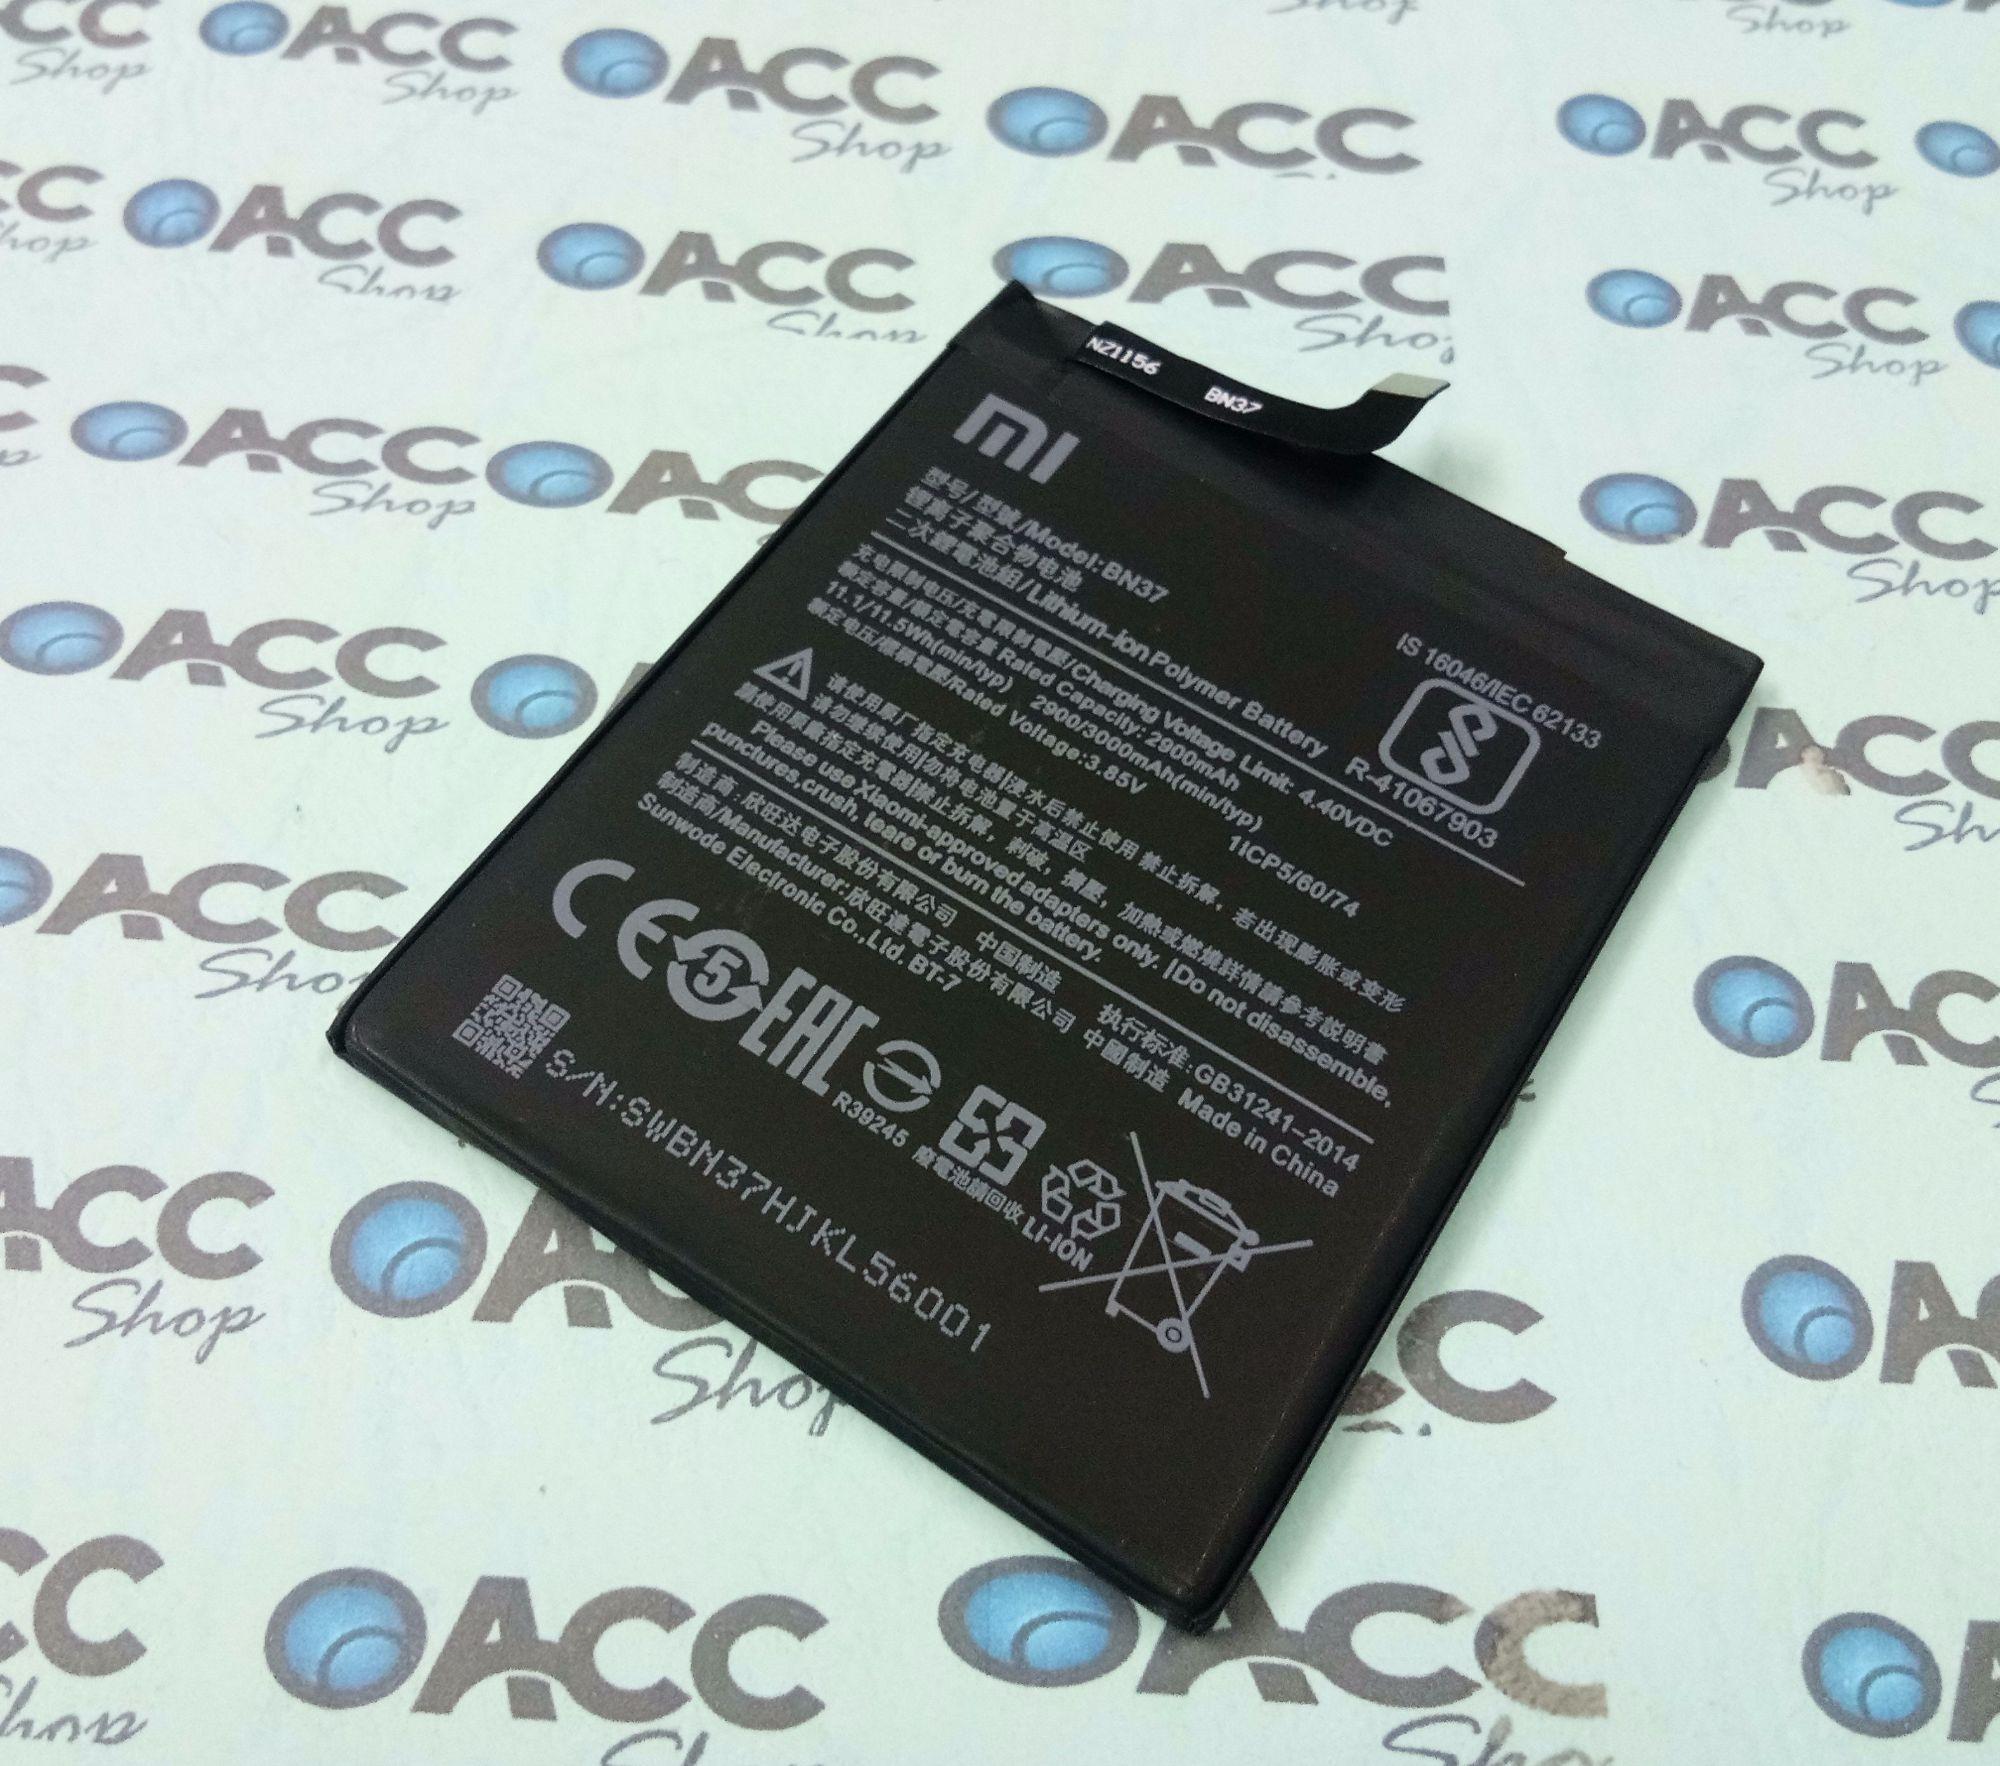 ACC
Shop
NZ1156 BN37
mi
型号/型號/Model: BN37
锂离子聚合物电池
二次鋰電池組/Lithium-ion Polymer Battery
充电限制电压/充電限制電壓/Charging Voltage Limit: 4.40VDC
额定容量/額定電容量 Rated Capacity: 2900mAh
11.1/11.5Wh(min/typ) 2900/3000mAh(min/typ)
额定电压/標稱電壓/Rated Voltage:3.85V 1ICP5/60/74
IS 16046/IEC 62133
R-41067903
请使用原厂指定充电器|浸水后禁止使用 禁止拆解，若出现膨胀或变形
请勿继续使用|勿将电池置于高温区
請使用原廠指定充電器|禁止拆解，刺破，擠壓，加熱或燃燒詳情請參考説明書
Please use Xiaomi-approved adapters only. |Do not disassemble,
punctures,crush, teare or burn the battery.
制造商：欣旺达电子股份有限公司 中国制造 执行标准：GB31241-2014
製造商/Manufacturer:欣旺達電子股份有限公司 中國製造 Made in China
Sunwode Electronic Co.,Ltd. BT-7
CE 5 EAC
R39245
廢電池請回收
LI-ION
S/N:SWBN37HJKL56001